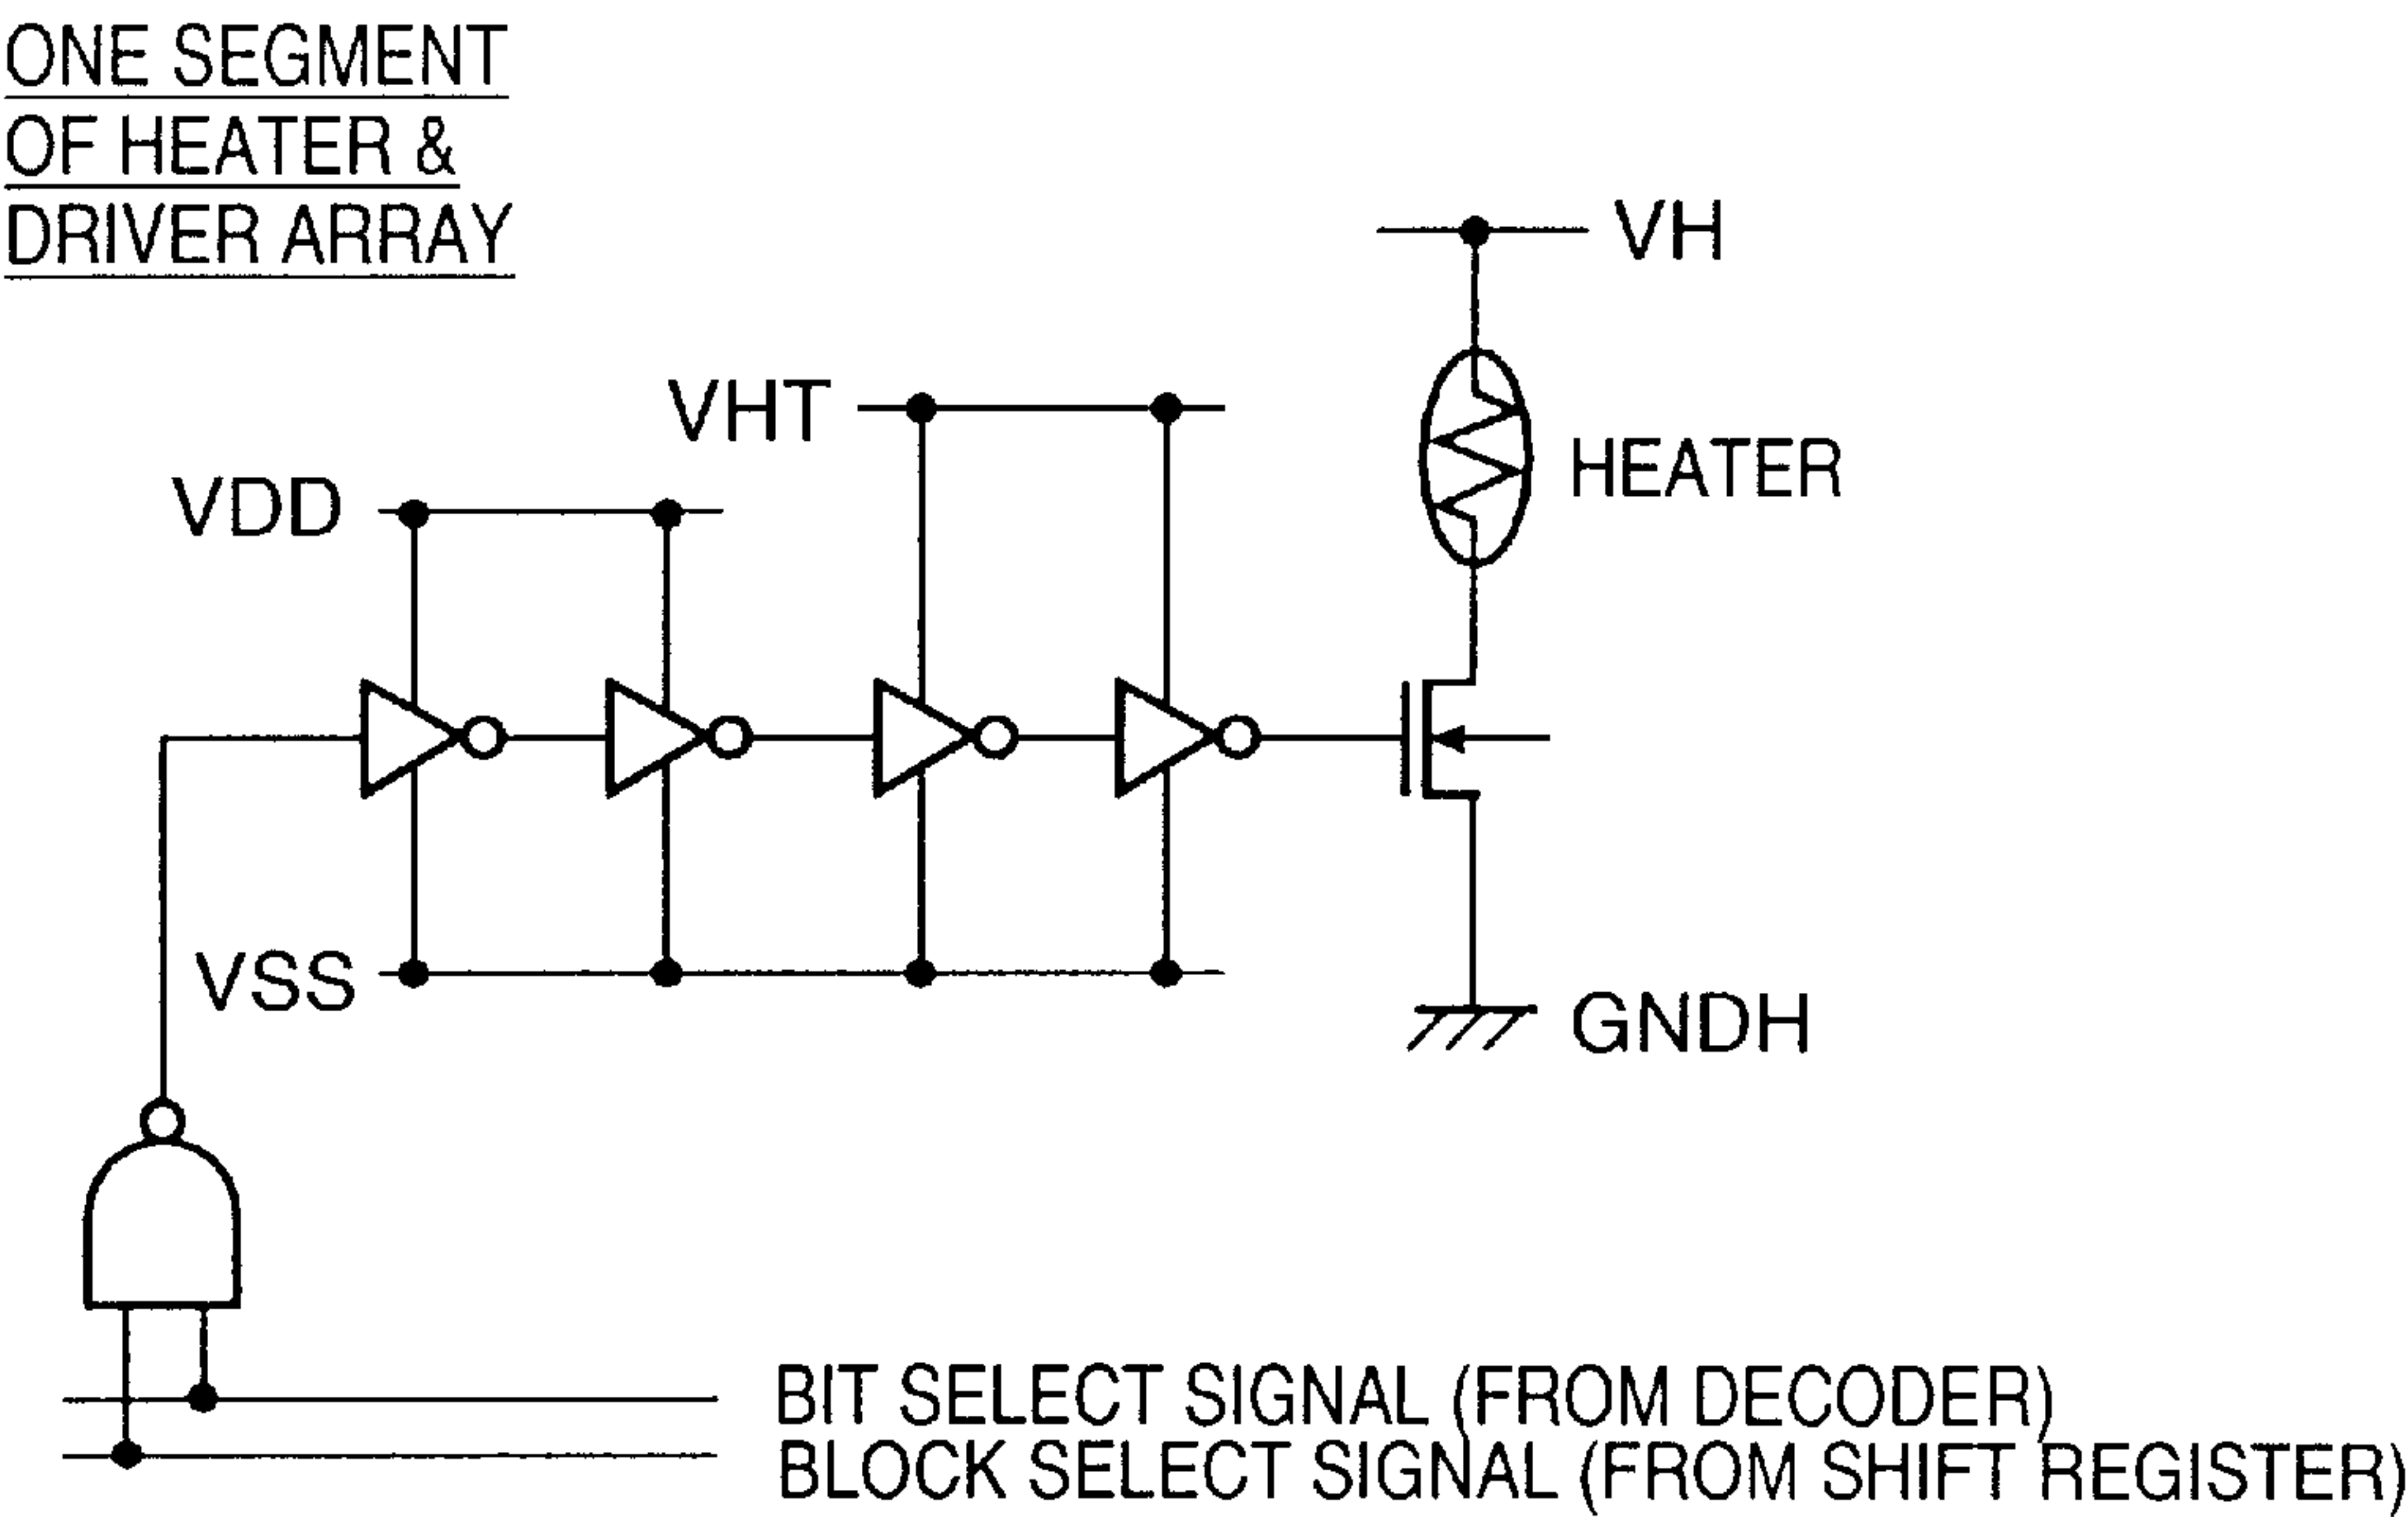 ONE SEGMENT
OF HEATER &
DRIVER ARRAY
VH
VHT
HEATER
VDD
VSS
GNDH
BIT SELECT SIGNAL (FROM DECODER)
BLOCK SELECT SIGNAL (FROM SHIFT REGISTER)